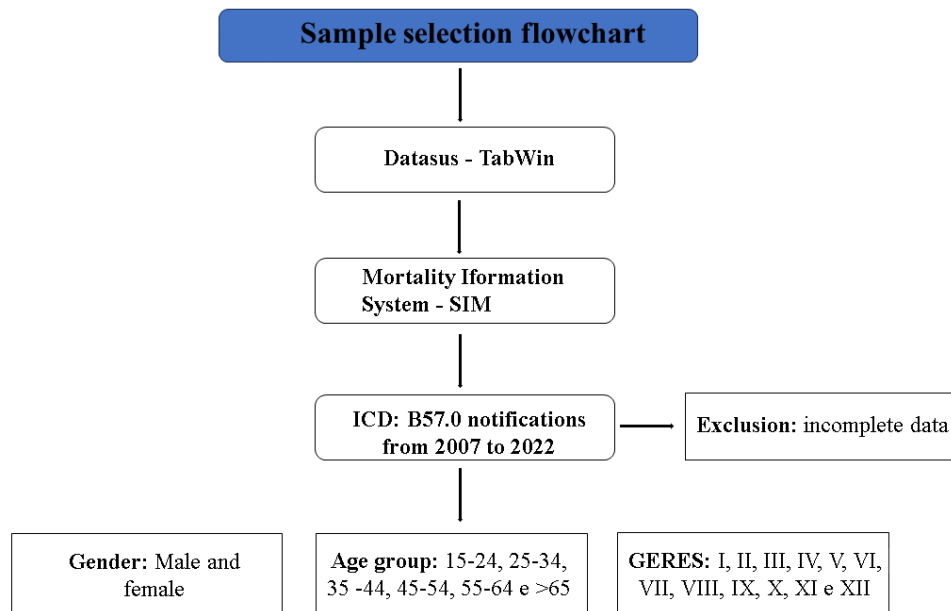 Sample selection flowchart
Datasus - TabWin
Mortality Iformation
System - SIM
ICD: B57.0 notifications
from 2007 to 2022
Exclusion: incomplete data
Gender: Male and
female
Age group: 15-24, 25-34,
35 -44, 45-54, 55-64 e >65
GERES: I, II, III, IV, V, VI,
VII, VIII, IX, X, XI e XII